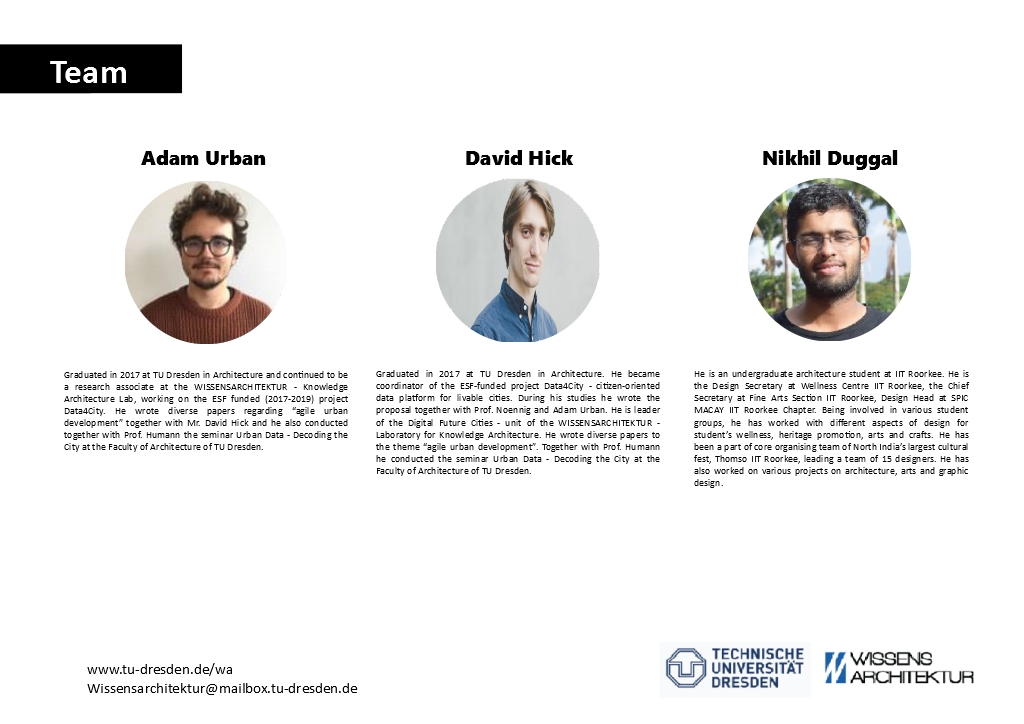 Team
Adam Urban
Graduated in 2017 at TU Dresden in Architecture and continued to be
a research associate at the WISSENSARCHITEKTUR - Knowledge
Architecture Lab, working on the ESF funded (2017-2019) project
Data4City. He wrote diverse papers regarding “agile urban
development” together with Mr. David Hick and he also conducted
together with Prof. Humann the seminar Urban Data - Decoding the
City at the Faculty of Architecture of TU Dresden.
David Hick
Graduated in 2017 at TU Dresden in Architecture. He became
coordinator of the ESF-funded project Data4City - citizen-oriented
data platform for livable cities. During his studies he wrote the
proposal together with Prof. Noennig and Adam Urban. He is leader
of the Digital Future Cities - unit of the WISSENSARCHITEKTUR -
Laboratory for Knowledge Architecture. He wrote diverse papers to
the theme “agile urban development”. Together with Prof. Humann
he conducted the seminar Urban Data - Decoding the City at the
Faculty of Architecture of TU Dresden.
Nikhil Duggal
He is an undergraduate architecture student at IIT Roorkee. He is
the Design Secretary at Wellness Centre IIT Roorkee, the Chief
Secretary at Fine Arts Section IIT Roorkee, Design Head at SPIC
MACAY IIT Roorkee Chapter. Being involved in various student
groups, he has worked with different aspects of design for
student’s wellness, heritage promotion, arts and crafts. He has
been a part of core organising team of North India’s largest cultural
fest, Thomso IIT Roorkee, leading a team of 15 designers. He has
also worked on various projects on architecture, arts and graphic
design.
www.tu-dresden.de/wa
Wissensarchitektur@mailbox.tu-dresden.de
TECHNISCHE
UNIVERSITÄT
DRESDEN
WISSENS
ARCHITEKTUR